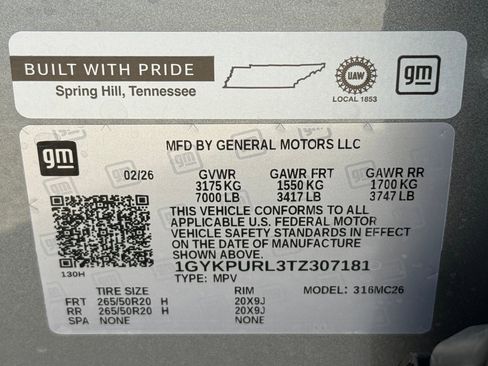 BUILT WITH PRIDE
Spring Hill, Tennessee
UAW
LOCAL 1853
gm
gm
MFD BY GENERAL MOTORS LLC
02/26 GVWR GAWR FRT GAWR RR
3175 KG 1550 KG 1700 KG
7000 LB 3417 LB 3747 LB
THIS VEHICLE CONFORMS TO ALL
APPLICABLE U.S. FEDERAL MOTOR
VEHICLE SAFETY STANDARDS IN EFFECT
ON THE DATE OF MANUFACTURE
SHOWN ABOVE.
1GYKPURL3TZ307181
130H
TYPE: MPV MODEL: 316MC26
TIRE SIZE RIM
FRT 265/50R20 H 20X9J
RR 265/50R20 H 20X9J
SPA NONE NONE